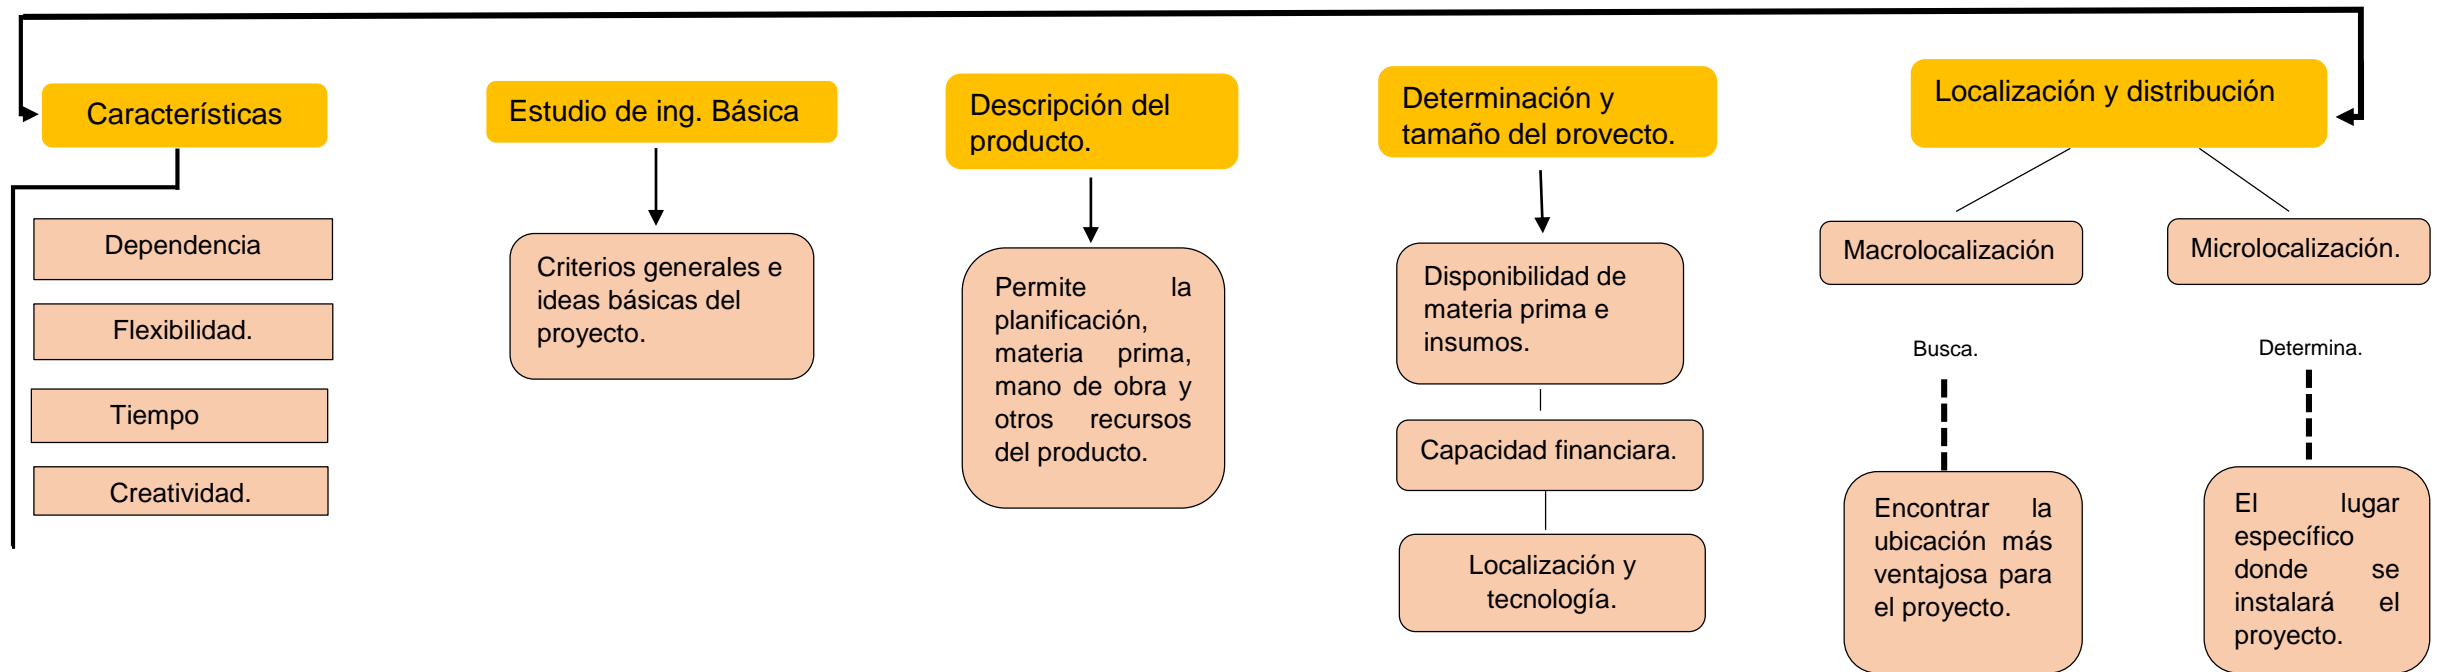 Característícas
Estudio de ing. Básica
Descripción del
producto.
Determinación y
tamaño del proyecto.
Localización y distribución
Dependencia
Flexibilidad.
Tiempo
Creatividad.
Criterios generales e
ideas básicas del
proyecto.
Permite la
planificación,
materia prima,
mano de obra y
otros recursos
del producto.
Disponibilidad de
materia prima e
insumos.
Capacidad financiara.
Localización y
tecnología.
Macrolocalización
Busca.
Encontrar la
ubicación más
ventajosa para
el proyecto.
Microlocalización.
Determina.
El lugar
específico
donde se
instalará el
proyecto.